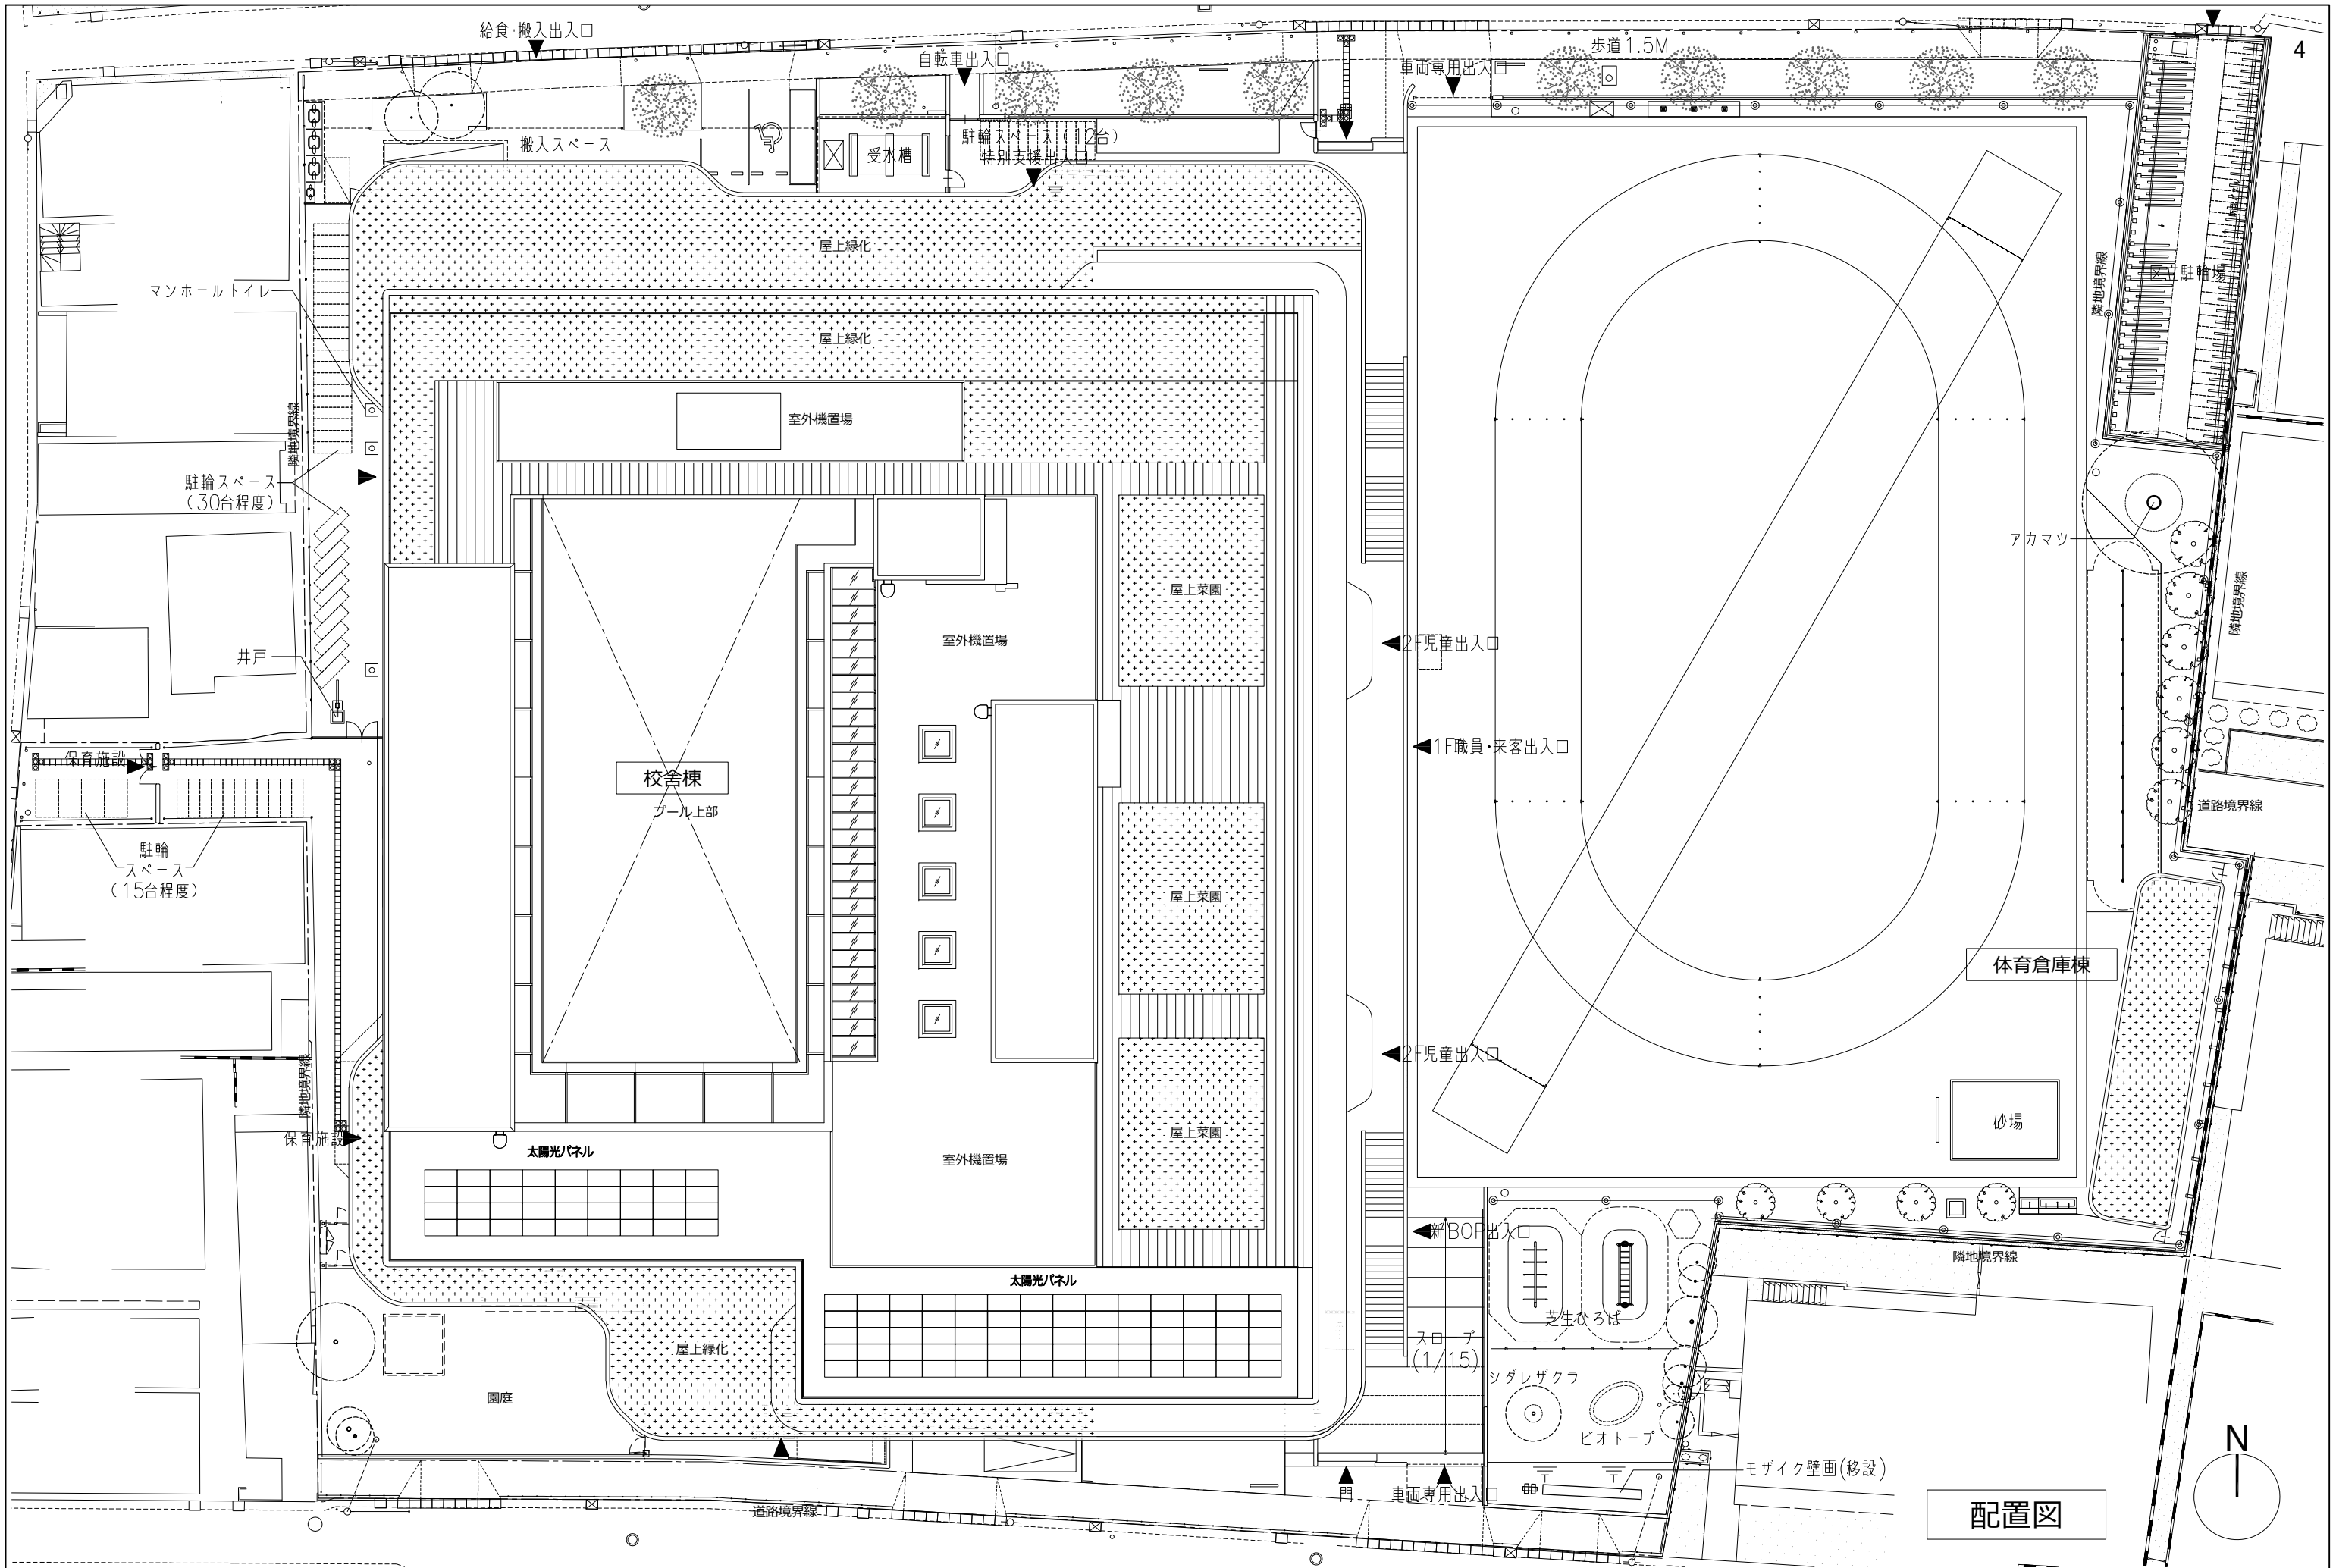 給食・搬入出入口
4
歩道1.5M
自転車出入口
車両専用出入口
搬入スペース
受水槽
駐輪スペース(12台)
特別支援出入口
屋上緑化
隣地境界線
区立駐輪場
マンホールトイレ
屋上緑化
室外機置場
隣地境界線
駐輪スペース
(30台程度)
アカマツ
屋上菜園
隣地境界線
室外機置場
2F児童出入口
井戸
1F職員・来客出入口
保育施設
校舎棟
プール上部
道路境界線
駐輪
スペース
(15台程度)
屋上菜園
体育倉庫棟
2F児童出入口
隣地境界線
砂場
保育施設
太陽光パネル
室外機置場
屋上菜園
新BOP出入口
隣地境界線
太陽光パネル
芝生ひろば
スロープ
(1/15)
屋上緑化
シダレザクラ
園庭
ビオトープ
モザイク壁画(移設)
門
車両専用出入口
道路境界線
N
配置図